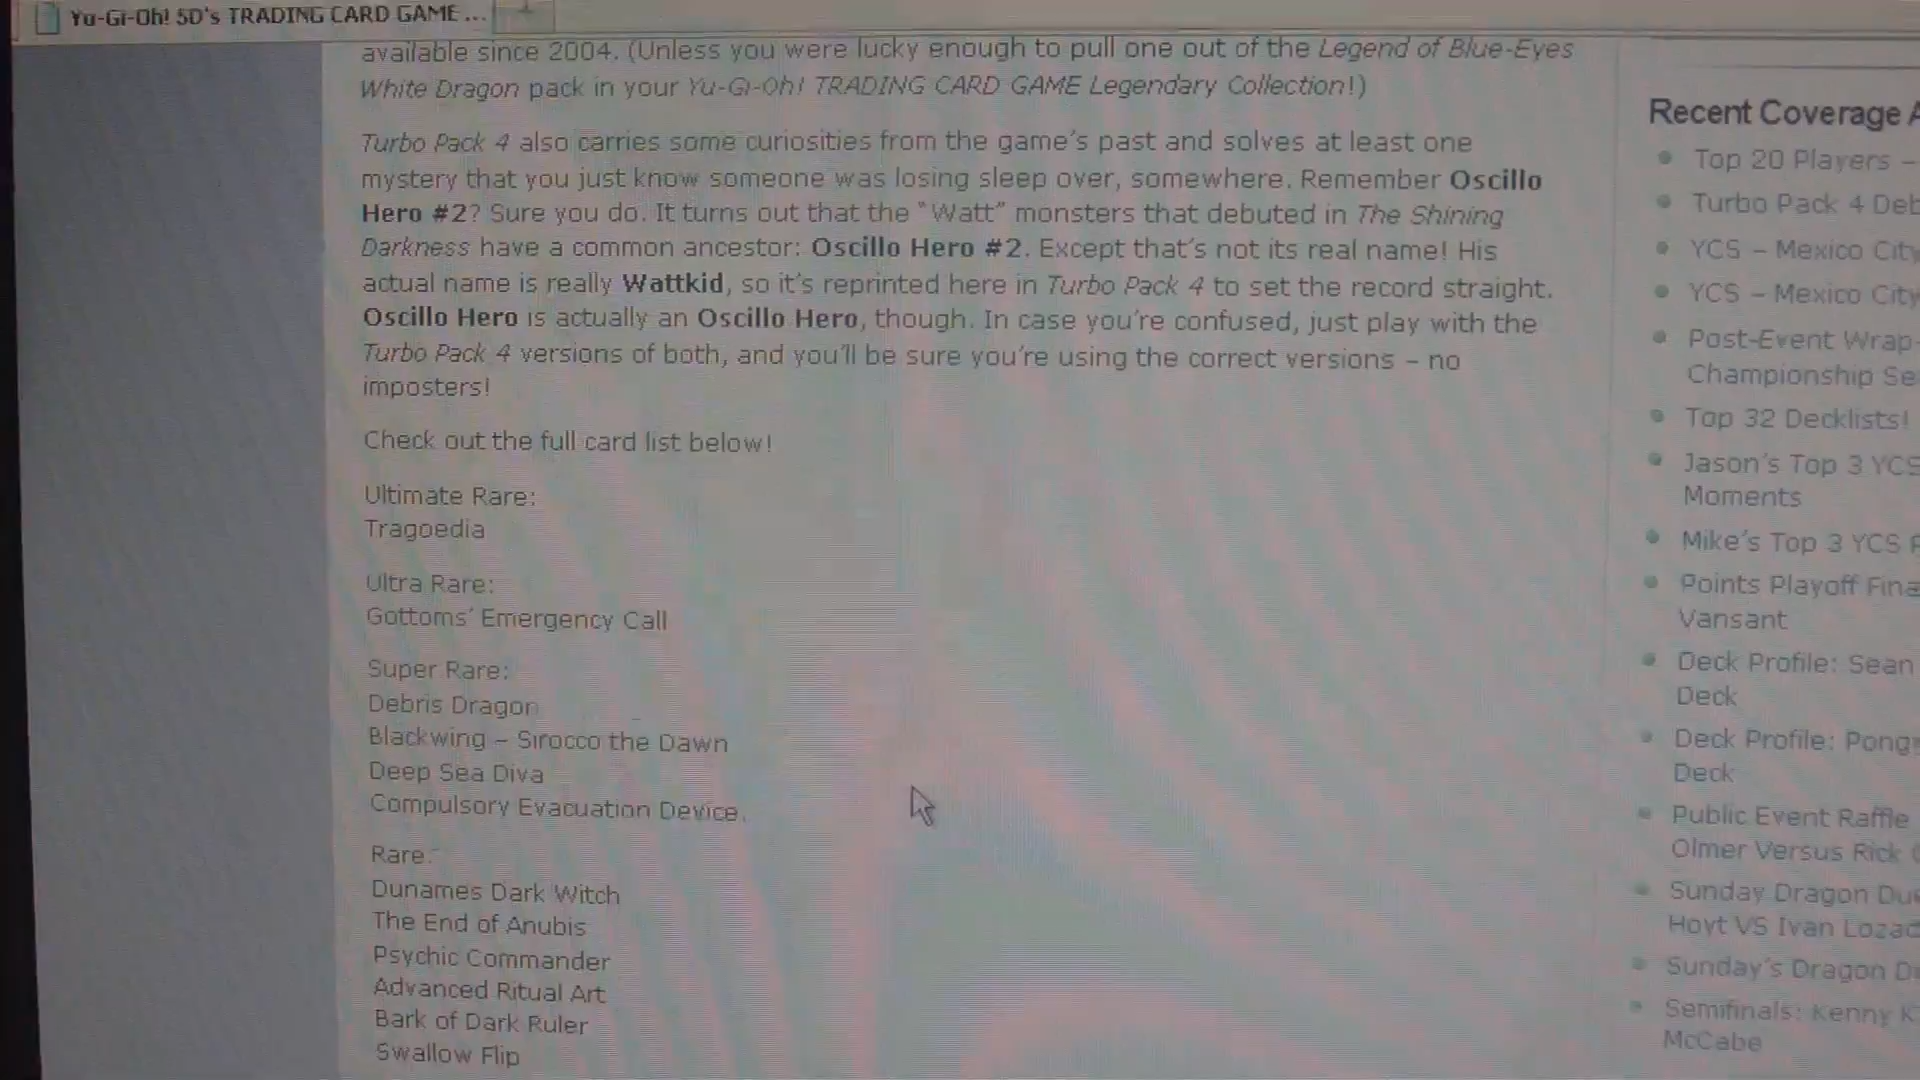 Yu-Gi-Oh! 5D's TRADING CARD GAME ...
available since 2004. (Unless you were lucky enough to pull one out of the Legend of Blue-Eyes
White Dragon pack in your Yu-Gi-Oh! TRADING CARD GAME Legendary Collection!)
Turbo Pack 4 also carries some curiosities from the game's past and solves at least one
mystery that you just know someone was losing sleep over, somewhere. Remember Oscillo
Hero #2? Sure you do. It turns out that the "Watt" monsters that debuted in The Shining
Darkness have a common ancestor: Oscillo Hero #2. Except that's not its real name! His
actual name is really Wattkid, so it's reprinted here in Turbo Pack 4 to set the record straight.
Oscillo Hero is actually an Oscillo Hero, though. In case you're confused, just play with the
Turbo Pack 4 versions of both, and you'll be sure you're using the correct versions – no
imposters!
Check out the full card list below!
Ultimate Rare:
Tragoedia
Ultra Rare:
Gottoms' Emergency Call
Super Rare:
Debris Dragon
Blackwing – Sirocco the Dawn
Deep Sea Diva
Compulsory Evacuation Device.
Rare:
Dunames Dark Witch
The End of Anubis
Psychic Commander
Advanced Ritual Art
Bark of Dark Ruler
Swallow Flip
Recent Coverage
Top 20 Players –
Turbo Pack 4 Deb
YCS – Mexico City
YCS – Mexico City
Post-Event Wrap-
Championship Se
Top 32 Decklists!
Jason's Top 3 YCS
Moments
Mike's Top 3 YCS
Points Playoff Fina
Vansant
Deck Profile: Sean
Deck
Deck Profile: Pong
Deck
Public Event Raffle
Olmer Versus Rick
Sunday Dragon Due
Hoyt VS Ivan Lozad
Sunday's Dragon D
Semifinals: Kenny K
McCabe